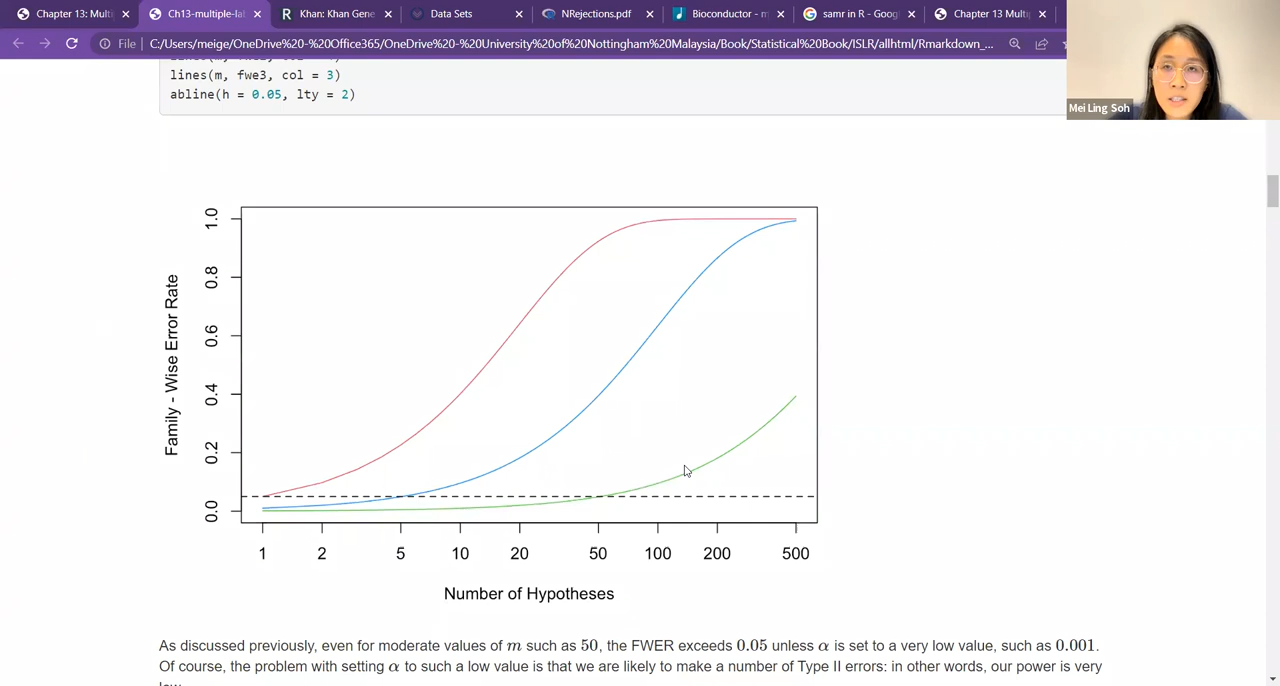 Chapter 13: Multi
Ch13-multiple-la
Khan: Khan Gene
Data Sets
NRejections.pdf
Bioconductor - m
samr in R - Goog
Chapter 13 Multi
File
C:/Users/meige/OneDrive%20-%20Office365/OneDrive%20-%20University%20of%20Nottingham%20Malaysia/Book/Statistical%20Book/ISLR/allhtml/Rmarkdown_...
Mei Ling Soh
lines(m, fwe3, col = 3)
abline(h = 0.05, lty = 2)
Family - Wise Error Rate
1.0
0.8
0.6
0.4
0.2
0.0
1 2 5 10 20 50 100 200 500
Number of Hypotheses
As discussed previously, even for moderate values of m such as 50, the FWER exceeds 0.05 unless α is set to a very low value, such as 0.001.
Of course, the problem with setting α to such a low value is that we are likely to make a number of Type II errors: in other words, our power is very